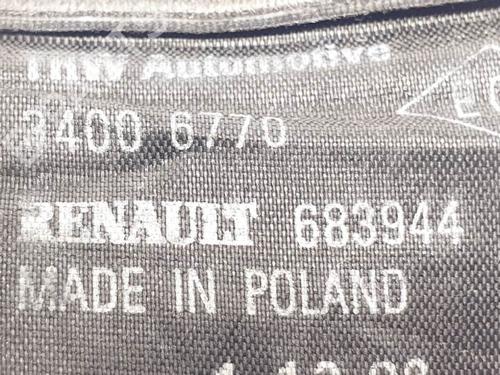 TRW Automotive
3400 6770
RENAULT 683944
MADE IN POLAND